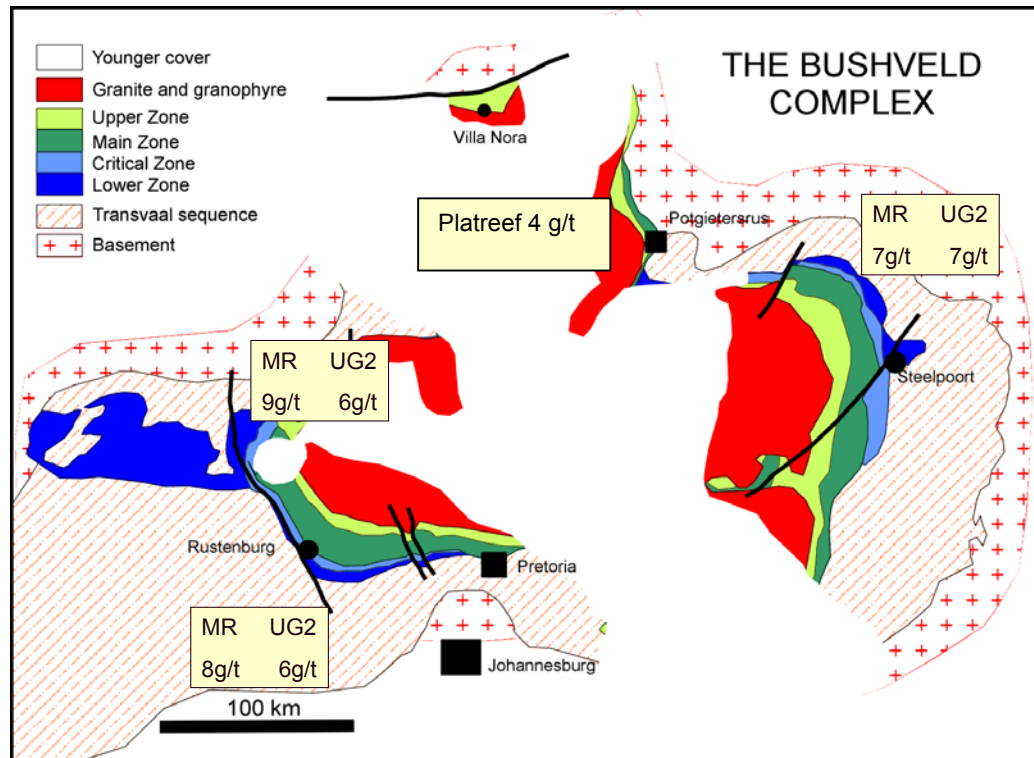 THE BUSHVELD
COMPLEX
Younger cover
Granite and granophyre
Upper Zone
Main Zone
Critical Zone
Lower Zone
Transvaal sequence
Basement
Villa Nora
Platreef 4 g/t
Potgietersrus
MR UG2
7g/t 7g/t
Steelpoort
MR UG2
9g/t 6g/t
Rustenburg
Pretoria
MR UG2
8g/t 6g/t
Johannesburg
100 km